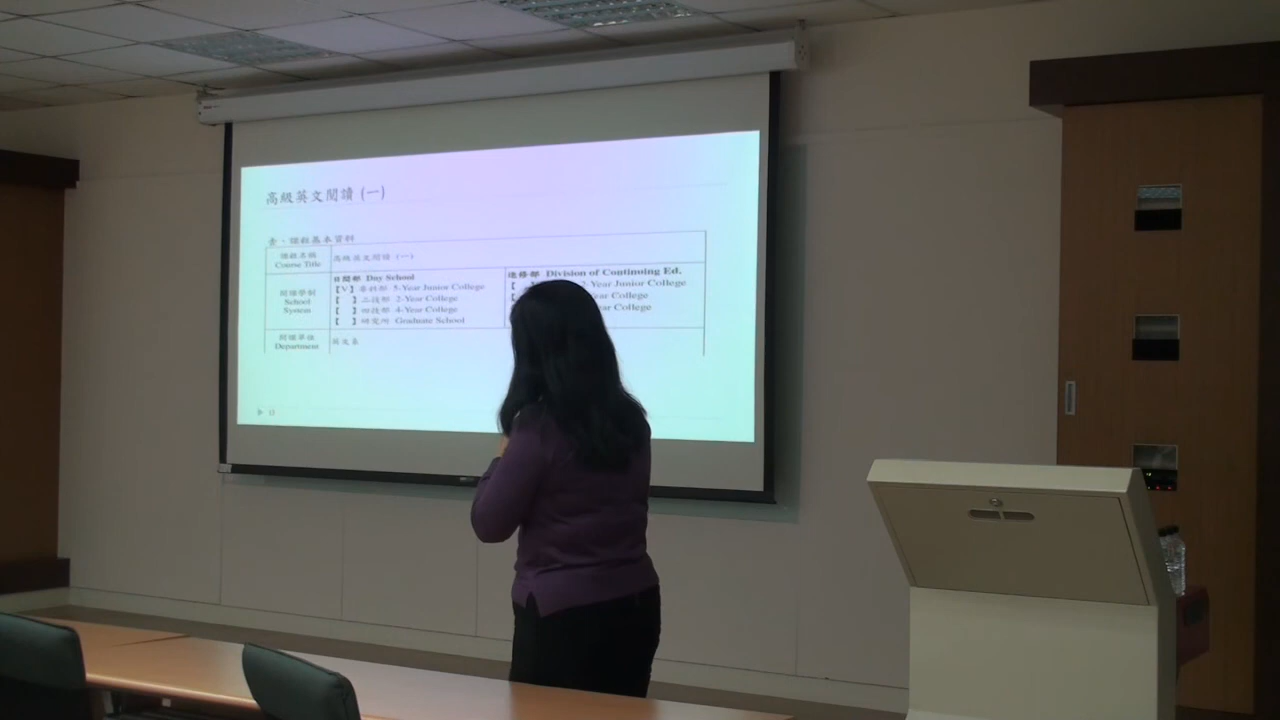 高級英文閱讀 (一)
壹、課程基本資料
課程名稱
Course Title
高級英文閱讀 (一)
開課學制
School
System
日間部 Day School
【V】專科部 5-Year Junior College
【 】二技部 2-Year College
【 】四技部 4-Year College
【 】研究所 Graduate School
進修部 Division of Continuing Ed.
2-Year Junior College
Year College
Year College
開課單位
Department
英文系